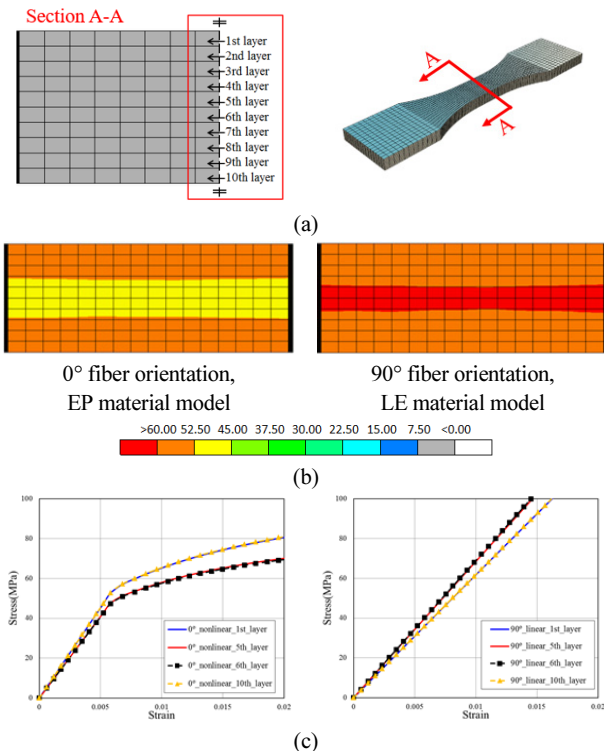 Section A-A
1st layer
2nd layer
3rd layer
4th layer
5th layer
6th layer
7th layer
8th layer
9th layer
10th layer
A
A
(a)
0° fiber orientation,
EP material model
90° fiber orientation,
LE material model
>60.00 52.50 45.00 37.50 30.00 22.50 15.00 7.50 <0.00
(b)
Stress(MPa)
100
80
60
40
20
0
0 0.005 0.01 0.015 0.02
Strain
0°_nonlinear_1st_layer
0°_nonlinear_5th_layer
0°_nonlinear_6th_layer
0°_nonlinear_10th_layer
Stress(MPa)
100
80
60
40
20
0
0 0.005 0.01 0.015 0.02
Strain
90°_linear_1st_layer
90°_linear_5th_layer
90°_linear_6th_layer
90°_linear_10th_layer
(c)